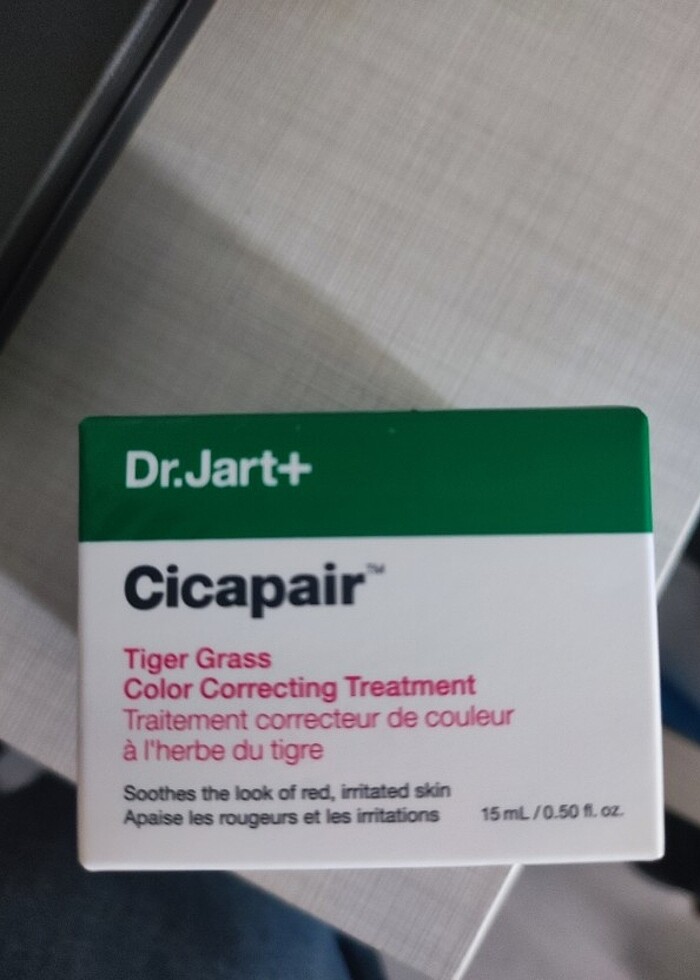 Dr.Jart+
Cicapair™
Tiger Grass
Color Correcting Treatment
Traitement correcteur de couleur
à l'herbe du tigre
Soothes the look of red, irritated skin
Apaise les rougeurs et les irritations 15 mL / 0.50 fl. oz.